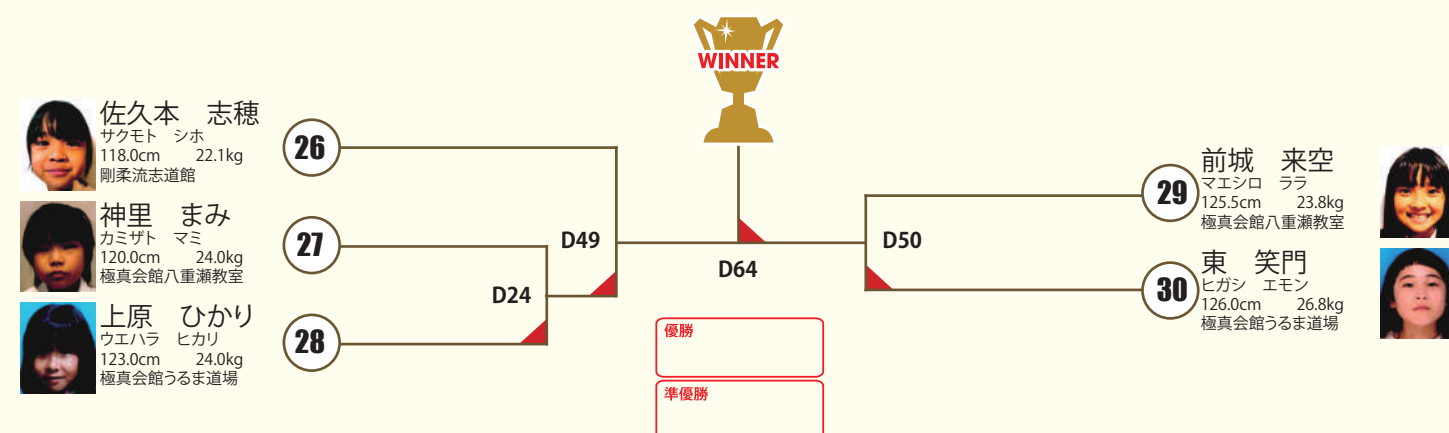 WINNER
佐久本　志穂
サクモト　シホ
118.0cm　22.1kg
剛柔流志道館
26
神里　まみ
カミザト　マミ
120.0cm　24.0kg
極真会館八重瀬教室
27
上原　ひかり
ウエハラ　ヒカリ
123.0cm　24.0kg
極真会館うるま道場
28
D24
D49
D64
D50
29
前城　来空
マエシロ　ララ
125.5cm　23.8kg
極真会館八重瀬教室
30
東　笑門
ヒガシ　エモン
126.0cm　26.8kg
極真会館うるま道場
優勝
準優勝